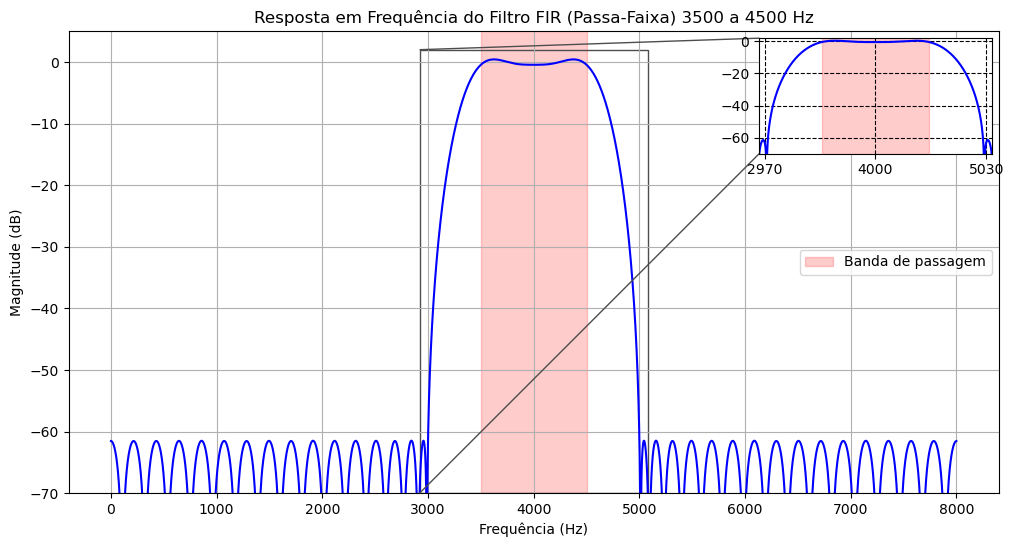 Resposta em Frequência do Filtro FIR (Passa-Faixa) 3500 a 4500 Hz
0
−10
−20
−30
−40
−50
−60
−70
Magnitude (dB)
0
−20
−40
−60
2970 4000 5030
Banda de passagem
0 1000 2000 3000 4000 5000 6000 7000 8000
Frequência (Hz)